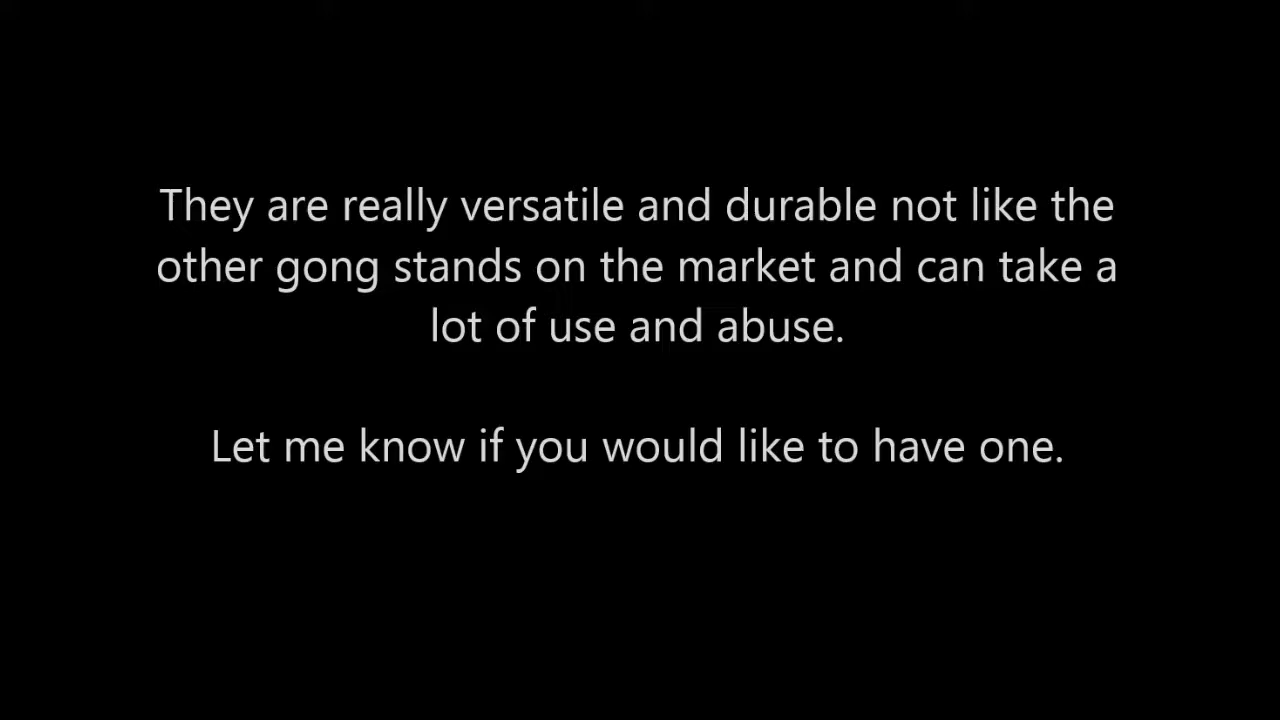 They are really versatile and durable not like the
other gong stands on the market and can take a
lot of use and abuse.
Let me know if you would like to have one.